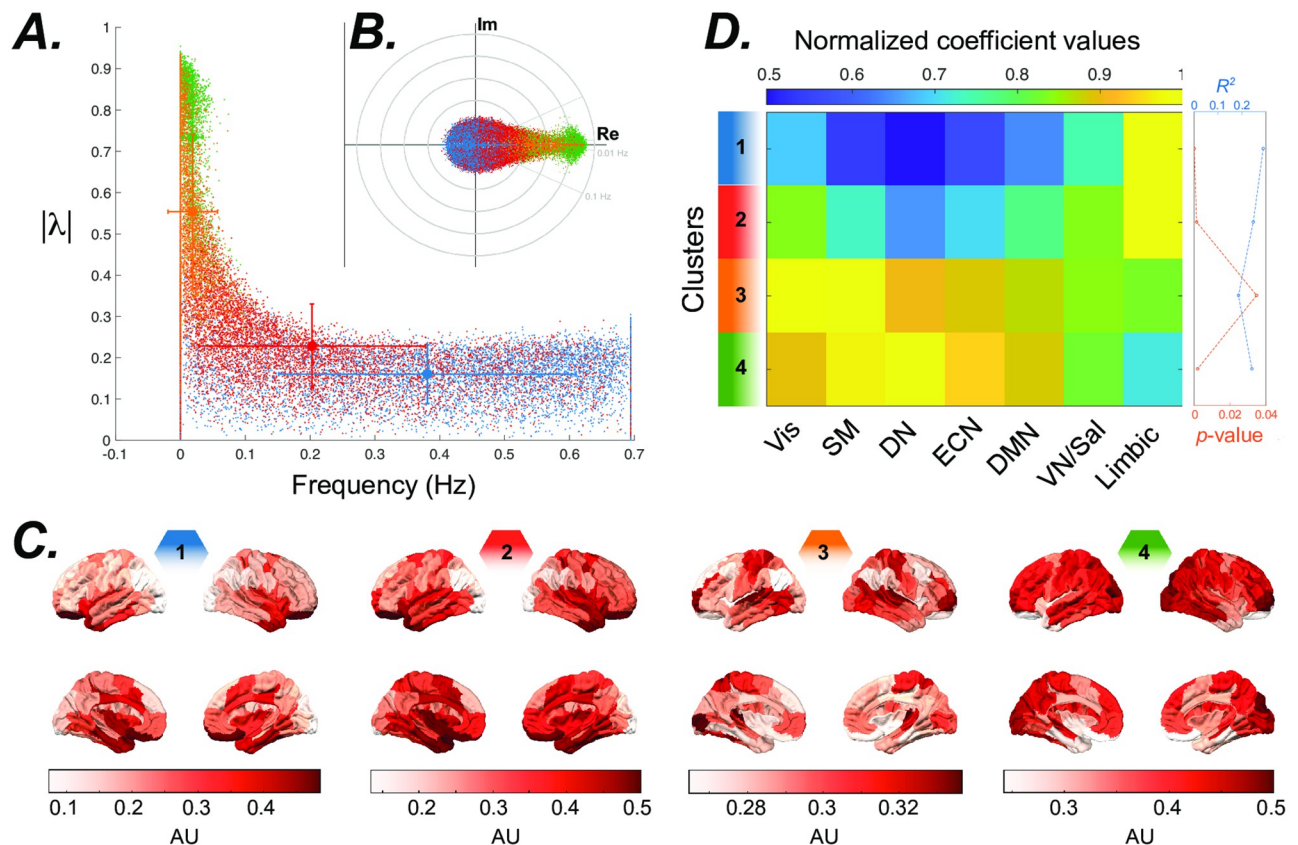 A.
1
0.9
0.8
0.7
0.6
0.5
0.4
0.3
0.2
0.1
0
|λ|
-0.1 0 0.1 0.2 0.3 0.4 0.5 0.6 0.7
Frequency (Hz)
B.
Im
Re
0.01 Hz
0.1 Hz
D.
Normalized coefficient values
0.5 0.6 0.7 0.8 0.9 1
R²
0 0.1 0.2
Clusters
1
2
3
4
Vis SM DN ECN DMN VN/Sal Limbic
0 0.02 0.04
p-value
C.
1 2 3 4
0.1 0.2 0.3 0.4
AU
0.2 0.3 0.4 0.5
AU
0.28 0.3 0.32
AU
0.3 0.4 0.5
AU